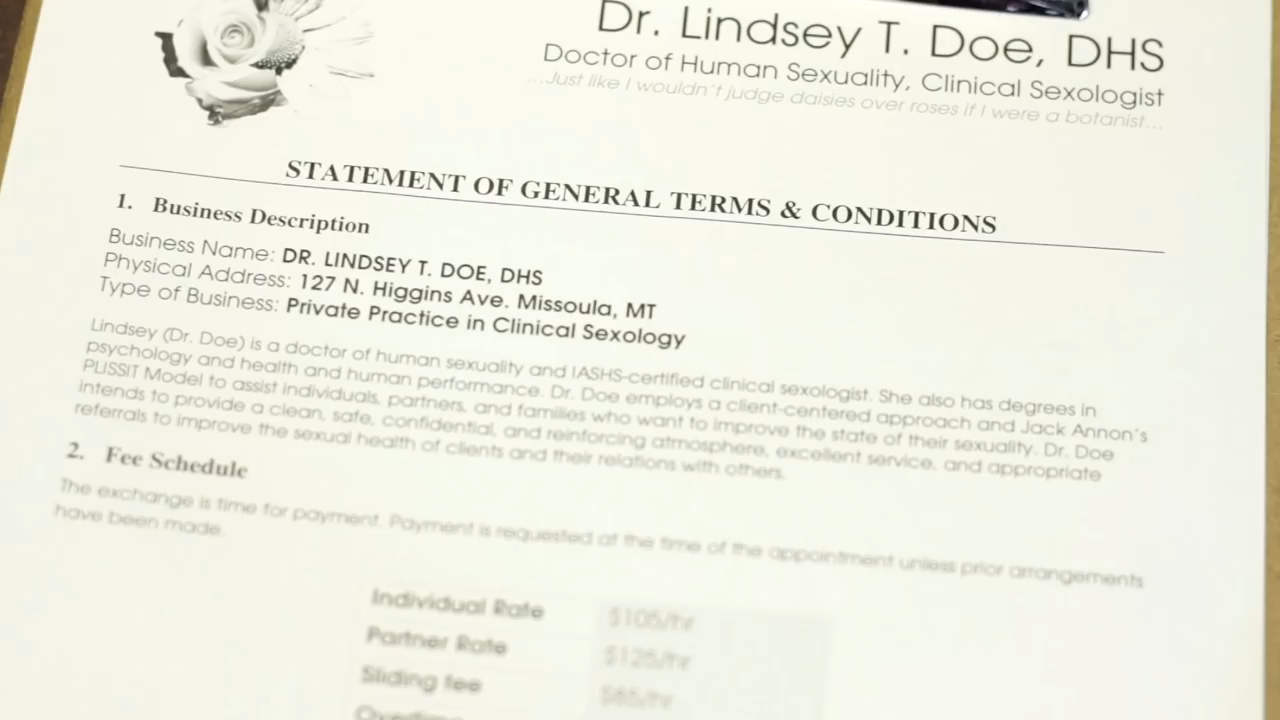 Dr. Lindsey T. Doe, DHS
Doctor of Human Sexuality, Clinical Sexologist
...Just like I wouldn't judge daisies over roses if I were a botanist...
STATEMENT OF GENERAL TERMS & CONDITIONS
1. Business Description
Business Name: DR. LINDSEY T. DOE, DHS
Physical Address: 127 N. Higgins Ave. Missoula, MT
Type of Business: Private Practice in Clinical Sexology
Lindsey (Dr. Doe) is a doctor of human sexuality and IASHS-certified clinical sexologist. She also has degrees in
psychology and health and human performance. Dr. Doe employs a client-centered approach and Jack Annon's
PLISSIT Model to assist individuals, partners, and families who want to improve the state of their sexuality. Dr. Doe
intends to provide a clean, safe, confidential, and reinforcing atmosphere, excellent service, and appropriate
referrals to improve the sexual health of clients and their relations with others.
2. Fee Schedule
The exchange is time for payment. Payment is requested at the time of the appointment unless prior arrangements
have been made.
Individual Rate $105/hr
Partner Rate $125/hr
Sliding fee $85/hr
Overtime